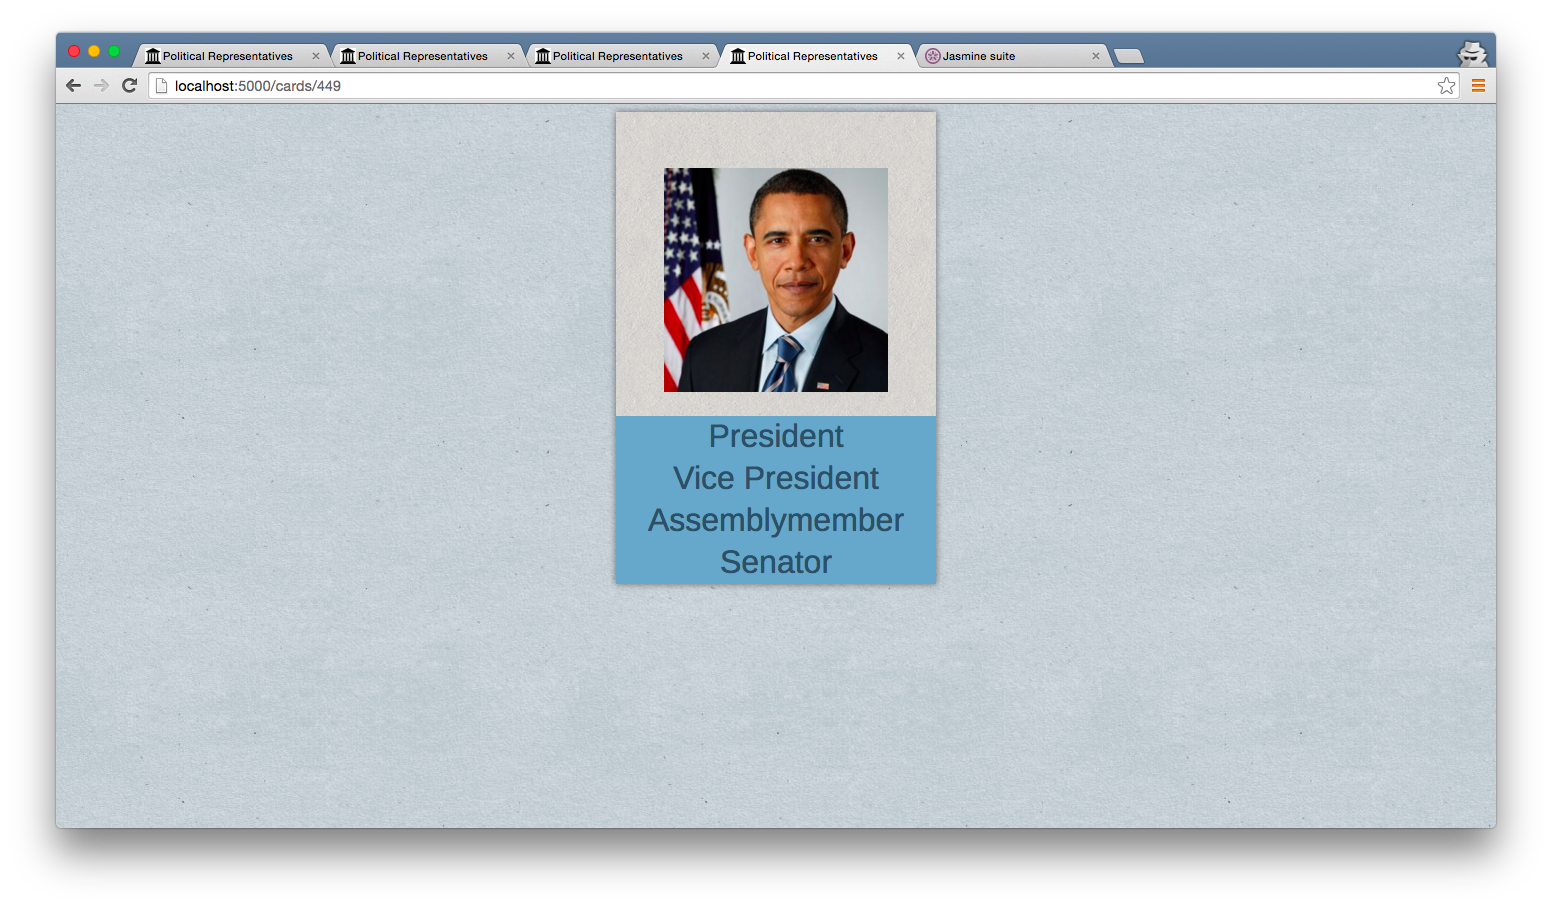 Political Representatives
Political Representatives
Political Representatives
Political Representatives
Jasmine suite
localhost:5000/cards/449
President
Vice President
Assemblymember
Senator